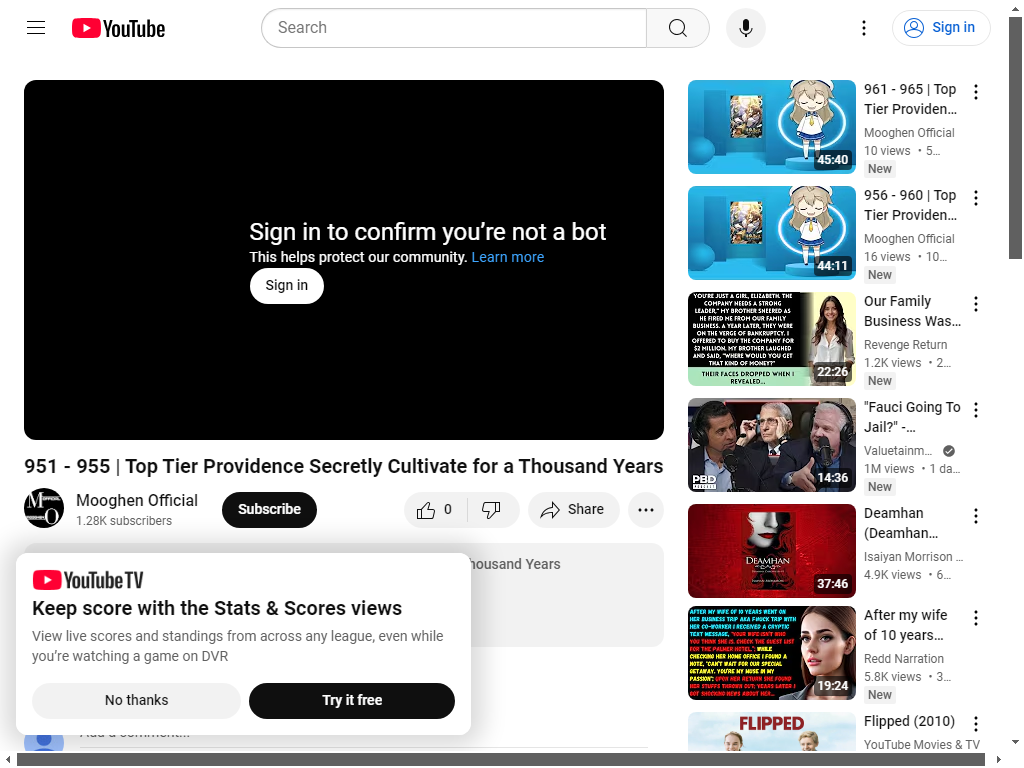 YouTube
Search
Sign in
Sign in to confirm you’re not a bot
This helps protect our community. Learn more
Sign in
951 - 955 | Top Tier Providence Secretly Cultivate for a Thousand Years
Mooghen Official
1.28K subscribers
Subscribe
0
Share
housand Years
YouTube TV
Keep score with the Stats & Scores views
View live scores and standings from across any league, even while
you’re watching a game on DVR
No thanks
Try it free
Add a comment...
45:40
961 - 965 | Top
Tier Providen...
Mooghen Official
10 views • 5...
New
44:11
956 - 960 | Top
Tier Providen...
Mooghen Official
16 views • 10...
New
YOU'RE JUST A GIRL, ELIZABETH. THE
COMPANY NEEDS A STRONG
LEADER," MY BROTHER SNEERED AS
HE FIRED ME FROM OUR FAMILY
BUSINESS. A YEAR LATER, THEY WERE
ON THE VERGE OF BANKRUPTCY. I
OFFERED TO BUY THE COMPANY FOR
$2 MILLION. MY BROTHER LAUGHED
AND SAID, "WHERE WOULD YOU GET
THAT KIND OF MONEY?"
THEIR FACES DROPPED WHEN I
REVEALED...
22:26
Our Family
Business Was...
Revenge Return
1.2K views • 2...
New
PBD
PODCAST
14:36
"Fauci Going To
Jail?" -...
Valuetainm...
1M views • 1 da...
New
DEAMHAN
37:46
Deamhan
(Deamhan...
Isaiyan Morrison ...
4.9K views • 6...
AFTER MY WIFE OF 10 YEARS WENT ON
HER BUSINESS TRIP AKA F#UCK TRIP WITH
HER CO-WORKER I RECEIVED A CRYPTIC
TEXT MESSAGE, "YOUR WIFE ISN'T WHO
YOU THINK SHE IS. CHECK THE GUEST LIST
FOR THE PALMER HOTEL.", WHILE
CHECKING HER HOME OFFICE I FOUND A
NOTE, "CAN'T WAIT FOR OUR SPECIAL
GETAWAY. YOU'RE MY MUSE IN MY
PASSION"; UPON HER RETURN SHE FOUND
HER STUFFS THROWN OUT; YEARS LATER I
GOT SHOCKING NEWS ABOUT HER...
19:24
After my wife
of 10 years...
Redd Narration
5.8K views • 3...
New
FLIPPED
Flipped (2010)
YouTube Movies & TV